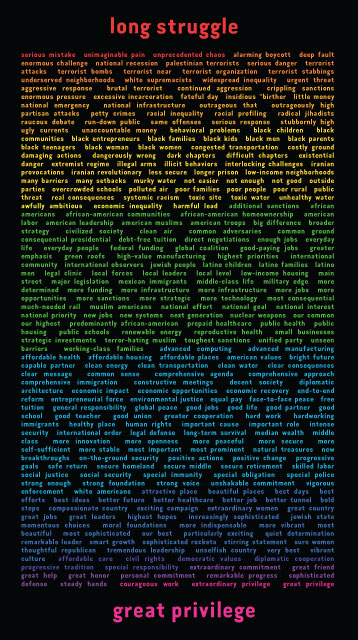 long struggle
serious mistake unimaginable pain unprecedented chaos alarming boycott deep fault
enormous challenge national recession palestinian terrorists serious danger terrorist
attacks terrorist bombs terrorist near terrorist organization terrorist stabbings
underserved neighborhoods white supremacists widespread inequality urgent threat
aggressive response brutal terrorist continued aggression crippling sanctions
enormous pressure excessive incarceration fateful day insidious "birther little money
national emergency national infrastructure outrageous that outrageously high
partisan attacks petty crimes racial inequality racial profiling radical jihadists
raucous debate run-down public same offenses serious response stubbornly high
ugly currents unaccountable money behavioral problems black children black
communities black entrepreneurs black families black kids black men black parents
black teenagers black woman black women congested transportation costly ground
damaging actions dangerously wrong dark chapters difficult chapters existential
danger extremist regime illegal arms illicit behaviors interlocking challenges iranian
provocations iranian revolutionary less secure longer prison low-income neighborhoods
many barriers many setbacks murky water not easier not enough not good outside
parties overcrowded schools polluted air poor families poor people poor rural public
threat real consequences systemic racism toxic site toxic water unhealthy water
awfully ambitious economic inequality harmful lead additional sanctions african
americans african-american communities african-american homeownership american
labor american leadership american muslims american troops big difference broader
strategy civilized society clean air common adversaries common ground
consequential presidential debt-free tuition direct negotiations enough jobs everyday
life everyday people federal funding global coalition good-paying jobs greater
emphasis green roofs high-value manufacturing highest priorities international
community international observers jewish people latino children latino families latino
men legal clinic local forces local leaders local level low-income housing main
street major legislation mexican immigrants middle-class life military edge more
determined more funding more infrastructure more infrastructure more jobs more
opportunities more sanctions more strategic more technology most consequential
much-needed rail muslim americans national effort national goal national interest
national priority new jobs new systems next generation nuclear weapons our common
our highest predominantly african-american prepaid healthcare public health public
housing public schools renewable energy reproductive health small businesses
strategic investments terror-hating muslim toughest sanctions unified party unseen
barriers working-class families advanced computing advanced manufacturing
affordable health affordable housing affordable places american values bright future
capable partner clean energy clean transportation clean water clear consequences
clear message common sense comprehensive agenda comprehensive approach
comprehensive immigration comprehensive metrics decent society diplomatic
architecture economic impact economic opportunities economic recovery end-to-end
reform entrepreneurial force environmental justice equal pay face-to-face peace free
tuition general responsibility global peace good jobs good life good partner good
school good teacher good union greater cooperation hard work hardworking
immigrants healthy place human rights important cause important role intense
security international order legal defense long-term survival median wealth middle
class more innovation more openness more peaceful more secure more
self-sufficient more stable most important most prominent natural treasures new
breakthroughs on-the-ground security positive actions positive change progressive
goals safe return secure homeland secure middle secure retirement skilled labor
social justice social security special immunity special obligation special police
strong enough strong foundation strong voice unshakable commitment vigorous
enforcement white americans attractive place beautiful places best days best
efforts best ideas better future better healthcare better job better tunnel bold
steps compassionate country exciting campaign extraordinary women great country
great jobs great leaders highest hopes increasingly sophisticated jewish state
momentous choices moral foundations more indispensable more vibrant most
beautiful most sophisticated our best particularly exciting quiet determination
remarkable leader smart growth sophisticated rockets stirring statement sure women
thoughtful republican tremendous leadership unselfish country very best vibrant
culture affordable care civil rights democratic values diplomatic cooperation
progressive tradition special responsibility extraordinary commitment great friend
great help great honor personal commitment remarkable progress sophisticated
defense steady hands courageous work extraordinary privilege great privilege
great privilege